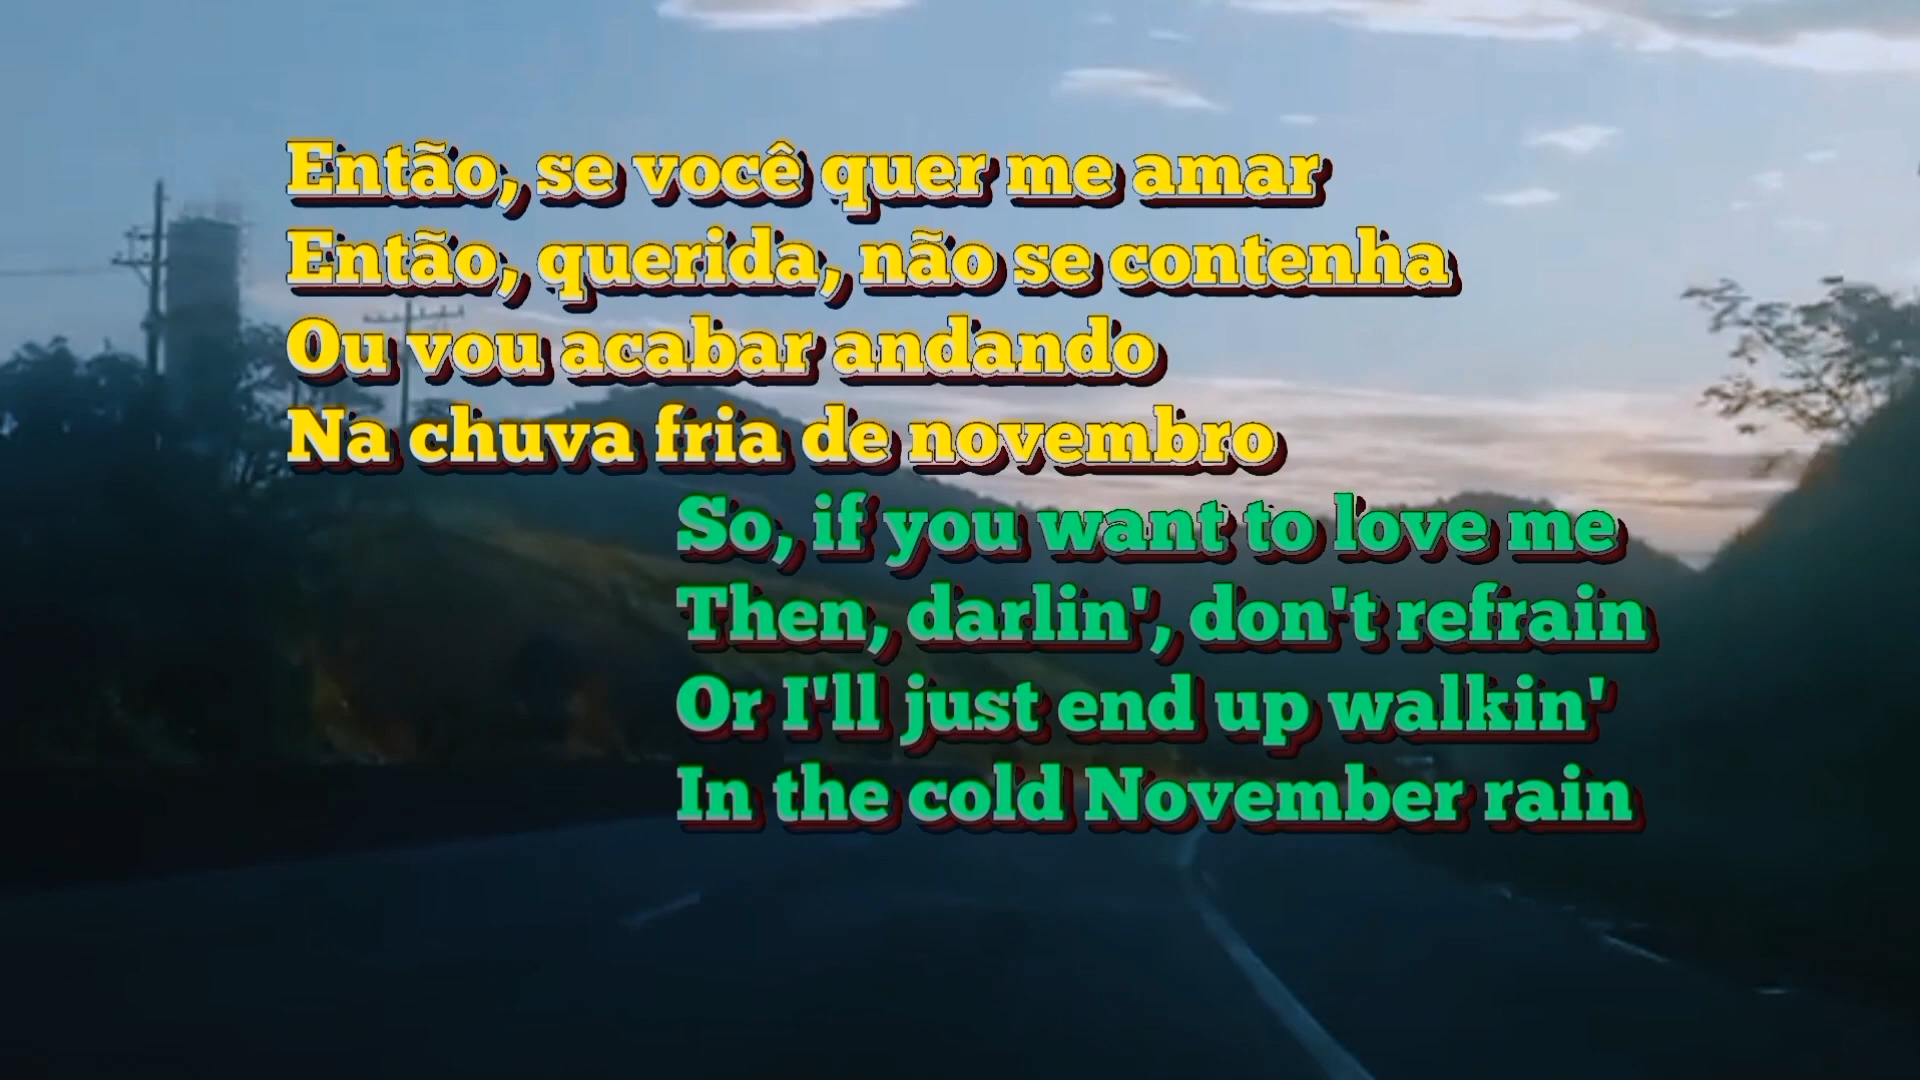 Então, se você quer me amar
Então, querida, não se contenha
Ou vou acabar andando
Na chuva fria de novembro
So, if you want to love me
Then, darlin', don't refrain
Or I'll just end up walkin'
In the cold November rain